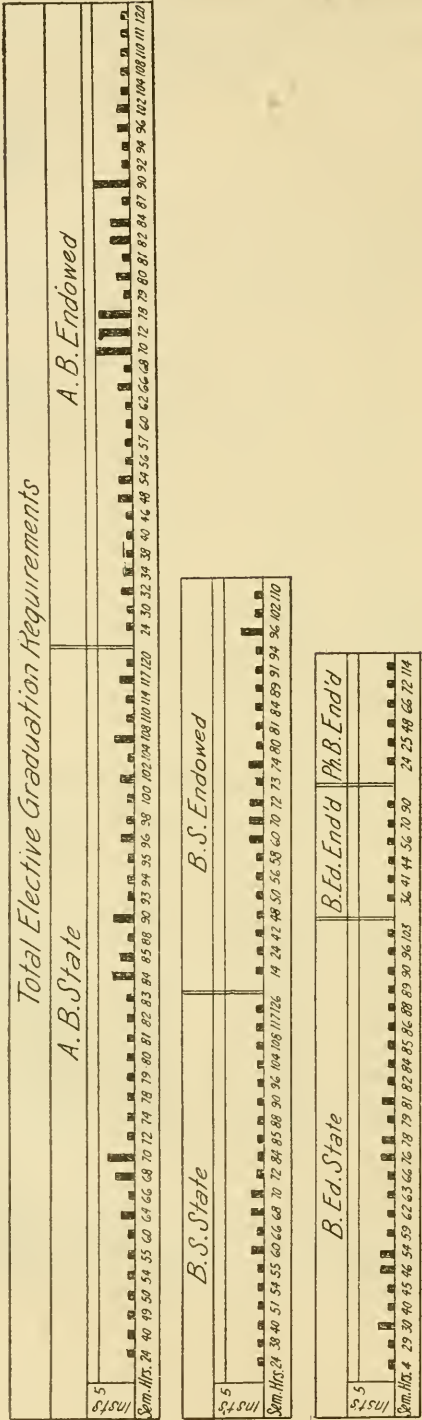 Total Elective Graduation Requirements
A.B. State A.B. Endowed
5
Insts
Sem. Hrs. 24 40 49 50 54 55 60 64 66 68 70 72 74 78 79 80 81 82 83 84 85 88 90 93 94 95 96 98 100 102 104 108 110 114 117 120 24 30 32 34 38 40 46 48 54 56 57 60 62 66 68 70 72 78 79 80 81 82 84 87 90 92 94 96 102 104 108 110 111 120
B.S. State B.S. Endowed
5
Insts
Sem. Hrs. 24 38 40 51 54 55 60 66 68 70 72 84 85 88 90 96 104 108 117 126 14 24 42 48 50 56 58 60 70 72 73 74 80 81 84 89 91 94 96 102 110
B.Ed. State B.Ed. End'd Ph.B. End'd
5
Insts
Sem. Hrs. 4 29 30 40 45 46 54 59 62 63 66 76 78 79 81 82 84 85 86 88 89 90 96 103 36 41 44 56 70 90 24 25 48 66 72 114